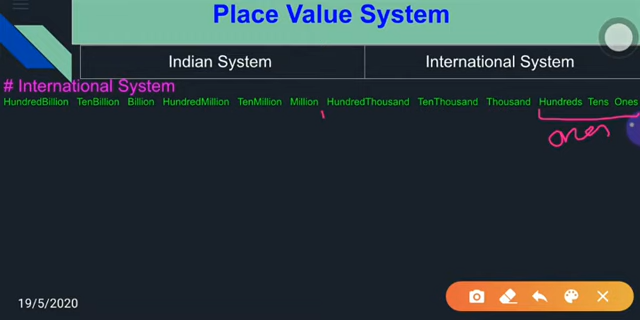 Place Value System
Indian System International System
# International System
HundredBillion TenBillion Billion HundredMillion TenMillion Million HundredThousand TenThousand Thousand Hundreds Tens Ones
ones
19/5/2020